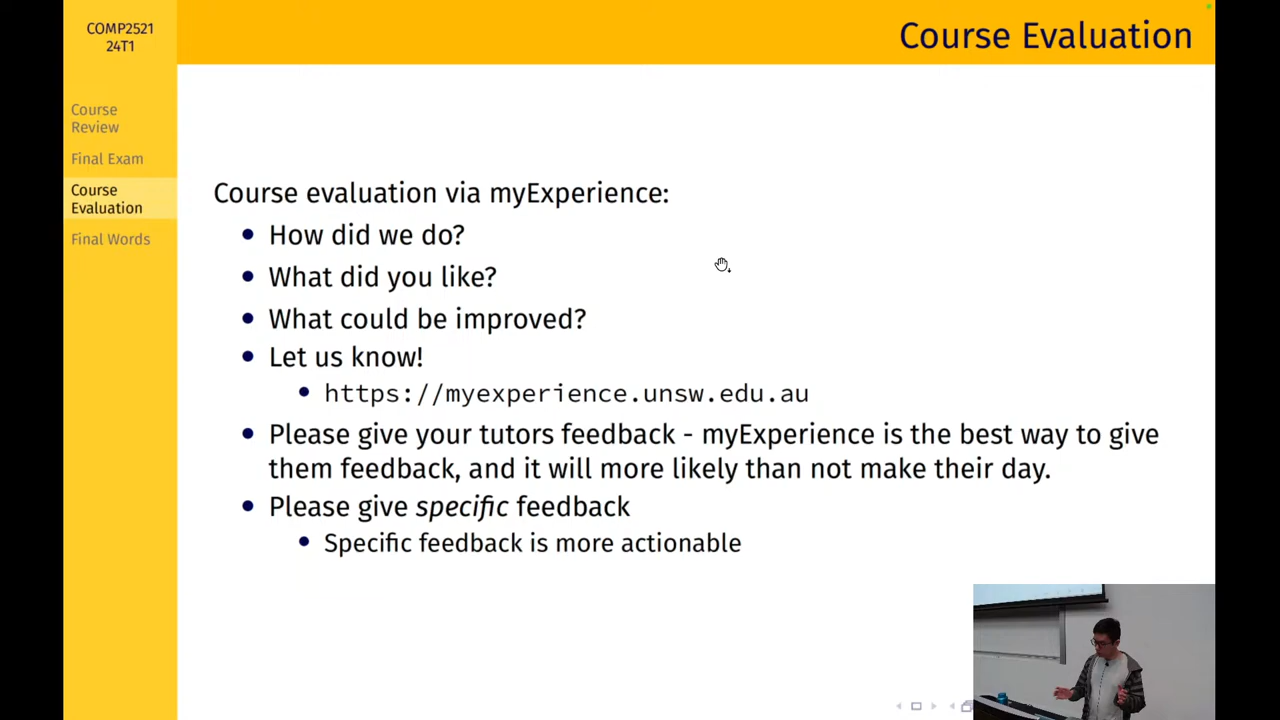 COMP2521
24T1
Course Evaluation
Course
Review
Final Exam
Course
Evaluation
Final Words
Course evaluation via myExperience:
• How did we do?
• What did you like?
• What could be improved?
• Let us know!
• https://myexperience.unsw.edu.au
• Please give your tutors feedback - myExperience is the best way to give
them feedback, and it will more likely than not make their day.
• Please give specific feedback
• Specific feedback is more actionable